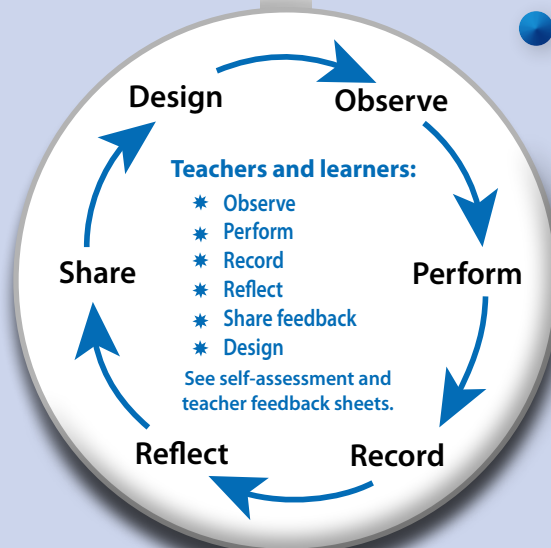 Design
Observe
Teachers and learners:
✷ Observe
✷ Perform
✷ Record
✷ Reflect
✷ Share feedback
✷ Design
See self-assessment and
teacher feedback sheets.
Share
Perform
Reflect
Record